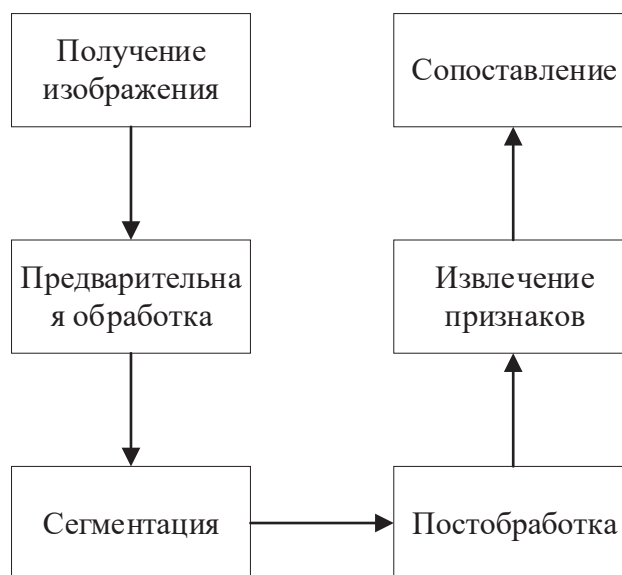 Получение
изображения
Предварительна
я обработка
Сегментация
Постобработка
Извлечение
признаков
Сопоставление